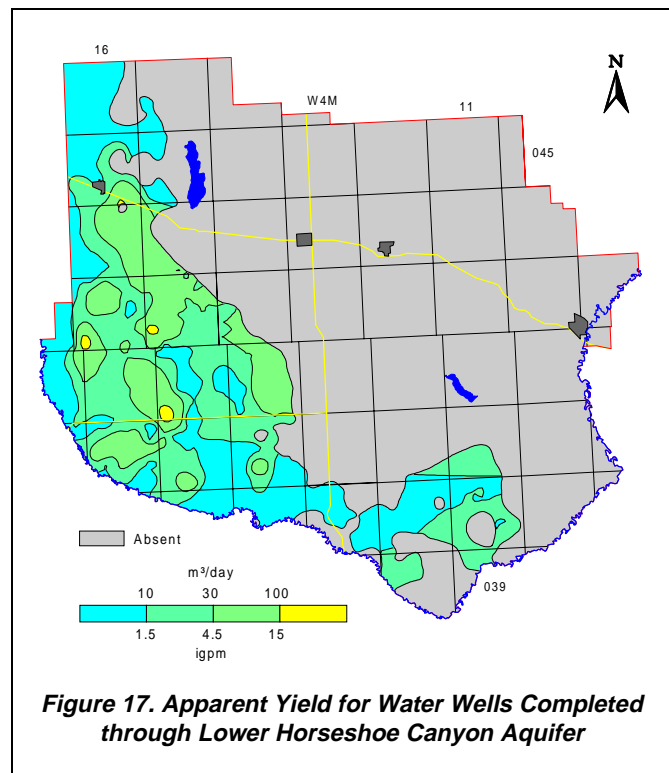 16
N
W4M
11
045
Absent
m³/day
10 30 100
039
1.5 4.5 15
igpm
Figure 17. Apparent Yield for Water Wells Completed
through Lower Horseshoe Canyon Aquifer